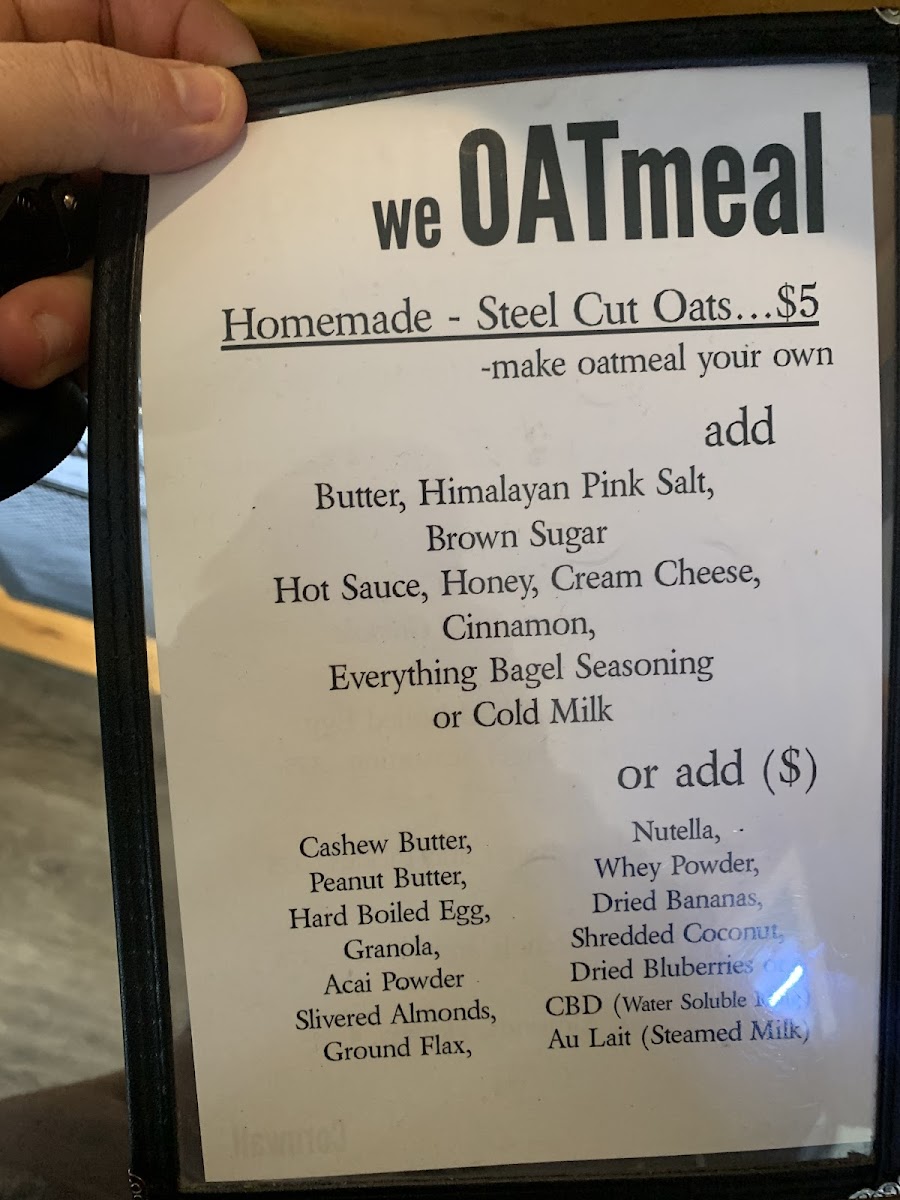 we OATmeal
Homemade - Steel Cut Oats...$5
-make oatmeal your own
add
Butter, Himalayan Pink Salt,
Brown Sugar
Hot Sauce, Honey, Cream Cheese,
Cinnamon,
Everything Bagel Seasoning
or Cold Milk
or add ($)
Cashew Butter,
Peanut Butter,
Hard Boiled Egg,
Granola,
Acai Powder
Slivered Almonds,
Ground Flax,
Nutella,
Whey Powder,
Dried Bananas,
Shredded Coconut,
Dried Bluberries
CBD (Water Soluble
Au Lait (Steamed Milk)